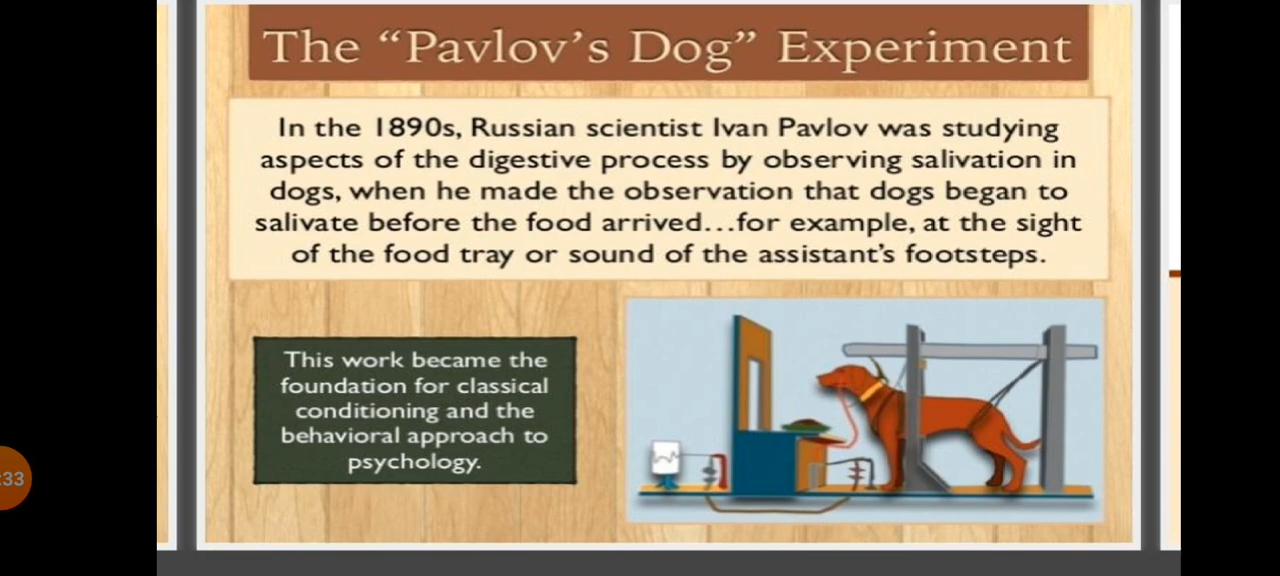 The “Pavlov’s Dog” Experiment
In the 1890s, Russian scientist Ivan Pavlov was studying
aspects of the digestive process by observing salivation in
dogs, when he made the observation that dogs began to
salivate before the food arrived...for example, at the sight
of the food tray or sound of the assistant’s footsteps.
This work became the
foundation for classical
conditioning and the
behavioral approach to
psychology.
:33